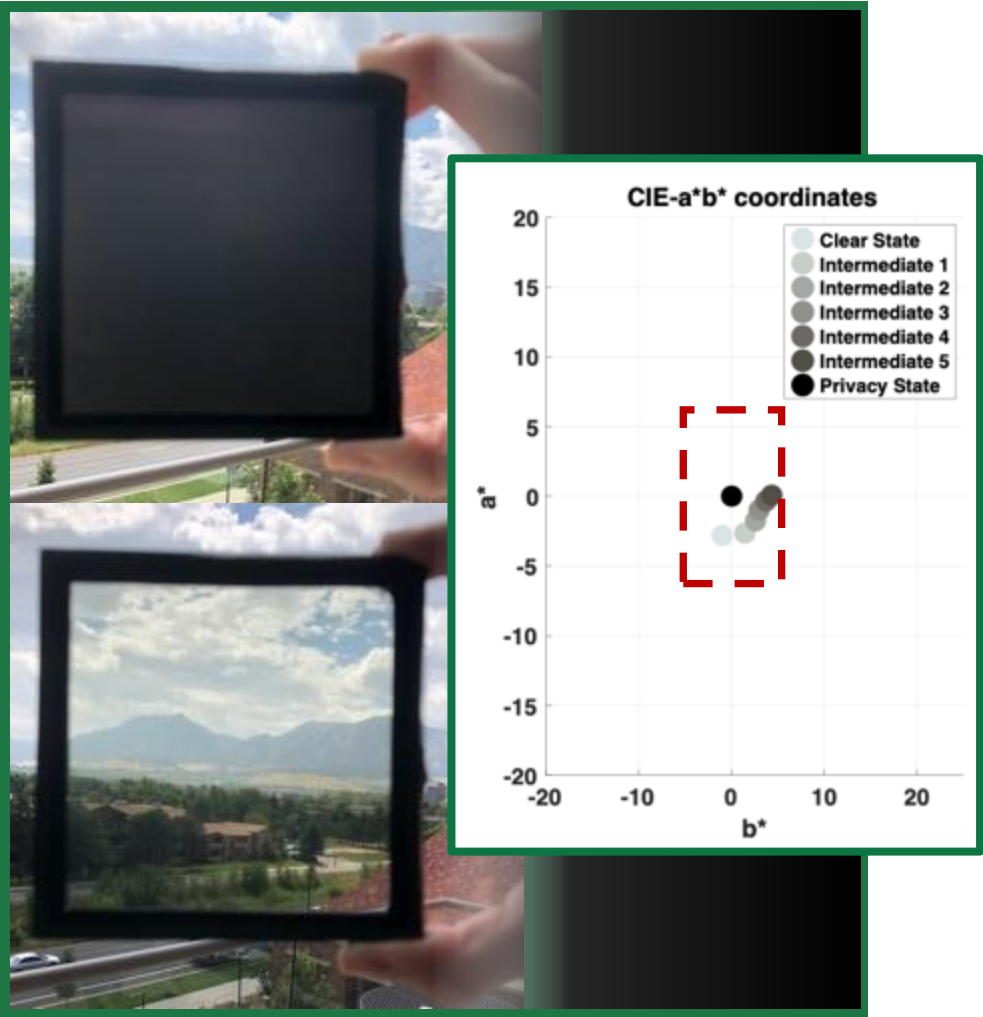 CIE-a*b* coordinates
20
15
10
5
0
-5
-10
-15
-20
a*
Clear State
Intermediate 1
Intermediate 2
Intermediate 3
Intermediate 4
Intermediate 5
Privacy State
-20
-10
0
10
20
b*